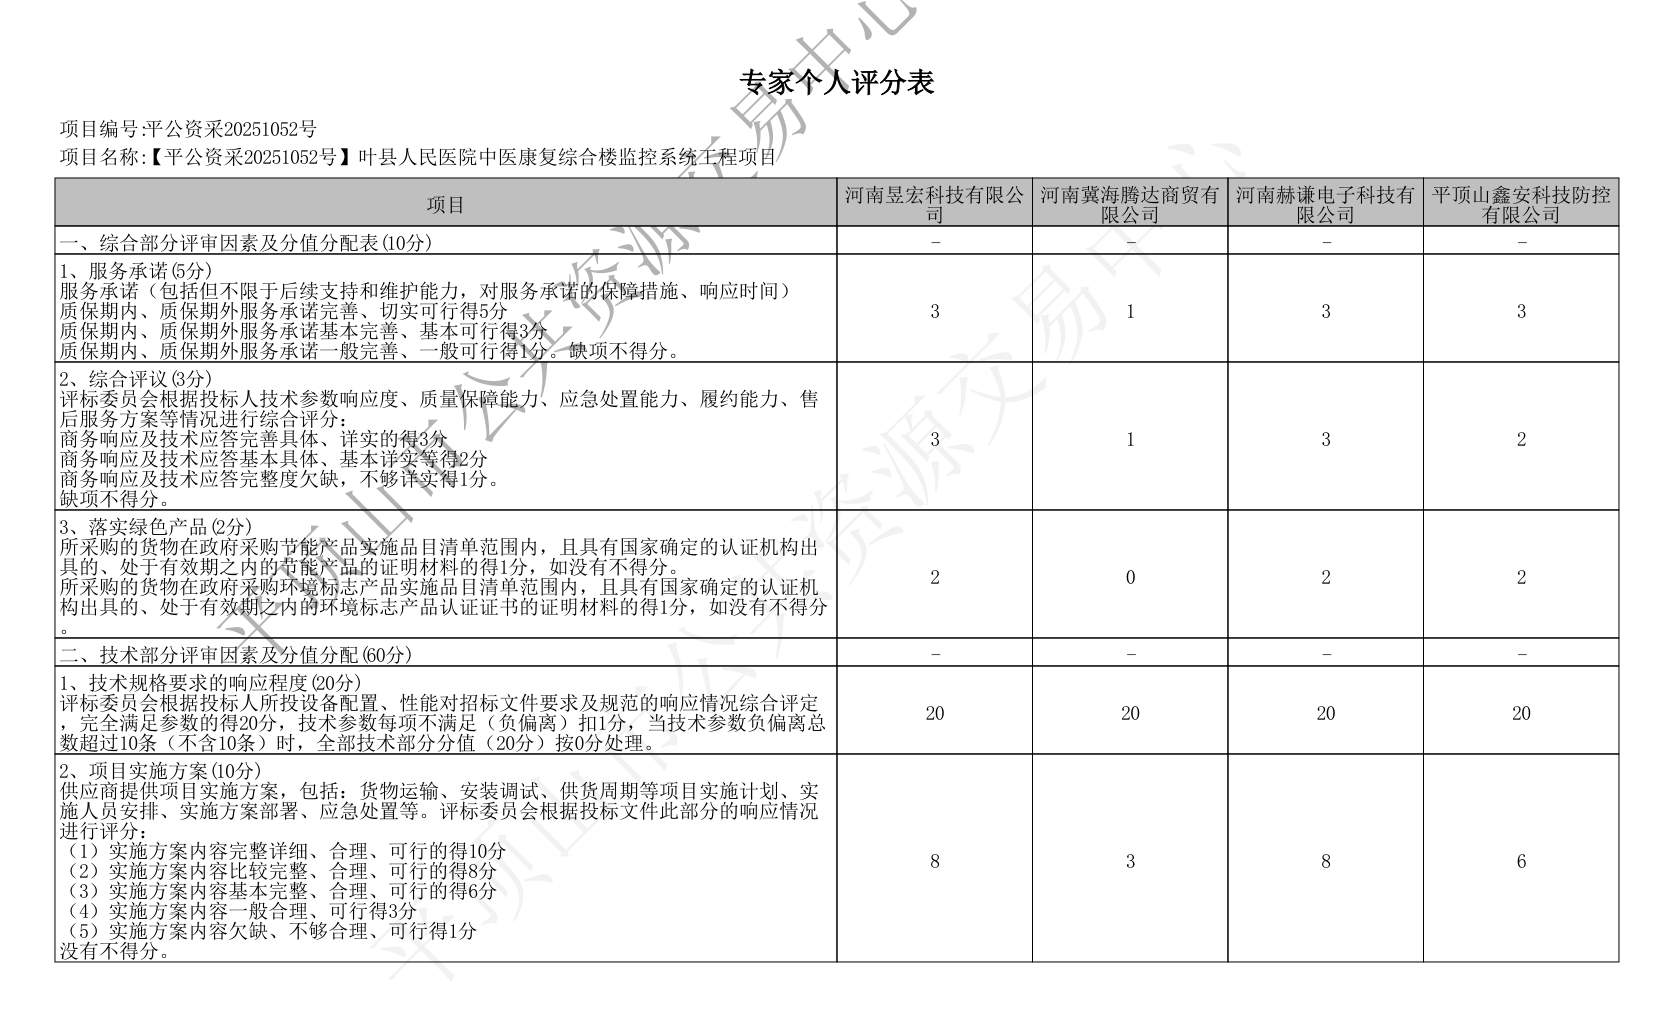 专家个人评分表
项目编号:平公资采20251052号
项目名称:【平公资采20251052号】叶县人民医院中医康复综合楼监控系统工程项目
项目
河南昱宏科技有限公
司
河南冀海腾达商贸有
限公司
河南赫谦电子科技有
限公司
平顶山鑫安科技防控
有限公司
一、综合部分评审因素及分值分配表(10分)
–
–
–
–
1、服务承诺(5分)
服务承诺（包括但不限于后续支持和维护能力，对服务承诺的保障措施、响应时间）
质保期内、质保期外服务承诺完善、切实可行得5分
质保期内、质保期外服务承诺基本完善、基本可行得3分
质保期内、质保期外服务承诺一般完善、一般可行得1分。缺项不得分。
3
1
3
3
2、综合评议(3分)
评标委员会根据投标人技术参数响应度、质量保障能力、应急处置能力、履约能力、售
后服务方案等情况进行综合评分：
商务响应及技术应答完善具体、详实的得3分
商务响应及技术应答基本具体、基本详实等得2分
商务响应及技术应答完整度欠缺，不够详实得1分。
缺项不得分。
3
1
3
2
3、落实绿色产品(2分)
所采购的货物在政府采购节能产品实施品目清单范围内，且具有国家确定的认证机构出
具的、处于有效期之内的节能产品的证明材料的得1分，如没有不得分。
所采购的货物在政府采购环境标志产品实施品目清单范围内，且具有国家确定的认证机
构出具的、处于有效期之内的环境标志产品认证证书的证明材料的得1分，如没有不得分
。
2
0
2
2
二、技术部分评审因素及分值分配(60分)
–
–
–
–
1、技术规格要求的响应程度(20分)
评标委员会根据投标人所投设备配置、性能对招标文件要求及规范的响应情况综合评定
，完全满足参数的得20分，技术参数每项不满足（负偏离）扣1分，当技术参数负偏离总
数超过10条（不含10条）时，全部技术部分分值（20分）按0分处理。
20
20
20
20
2、项目实施方案(10分)
供应商提供项目实施方案，包括：货物运输、安装调试、供货周期等项目实施计划、实
施人员安排、实施方案部署、应急处置等。评标委员会根据投标文件此部分的响应情况
进行评分：
（1）实施方案内容完整详细、合理、可行的得10分
（2）实施方案内容比较完整、合理、可行的得8分
（3）实施方案内容基本完整、合理、可行的得6分
（4）实施方案内容一般合理、可行得3分
（5）实施方案内容欠缺、不够合理、可行得1分
没有不得分。
8
3
8
6
平顶山市公共资源交易中心
平顶山市公共资源交易中心